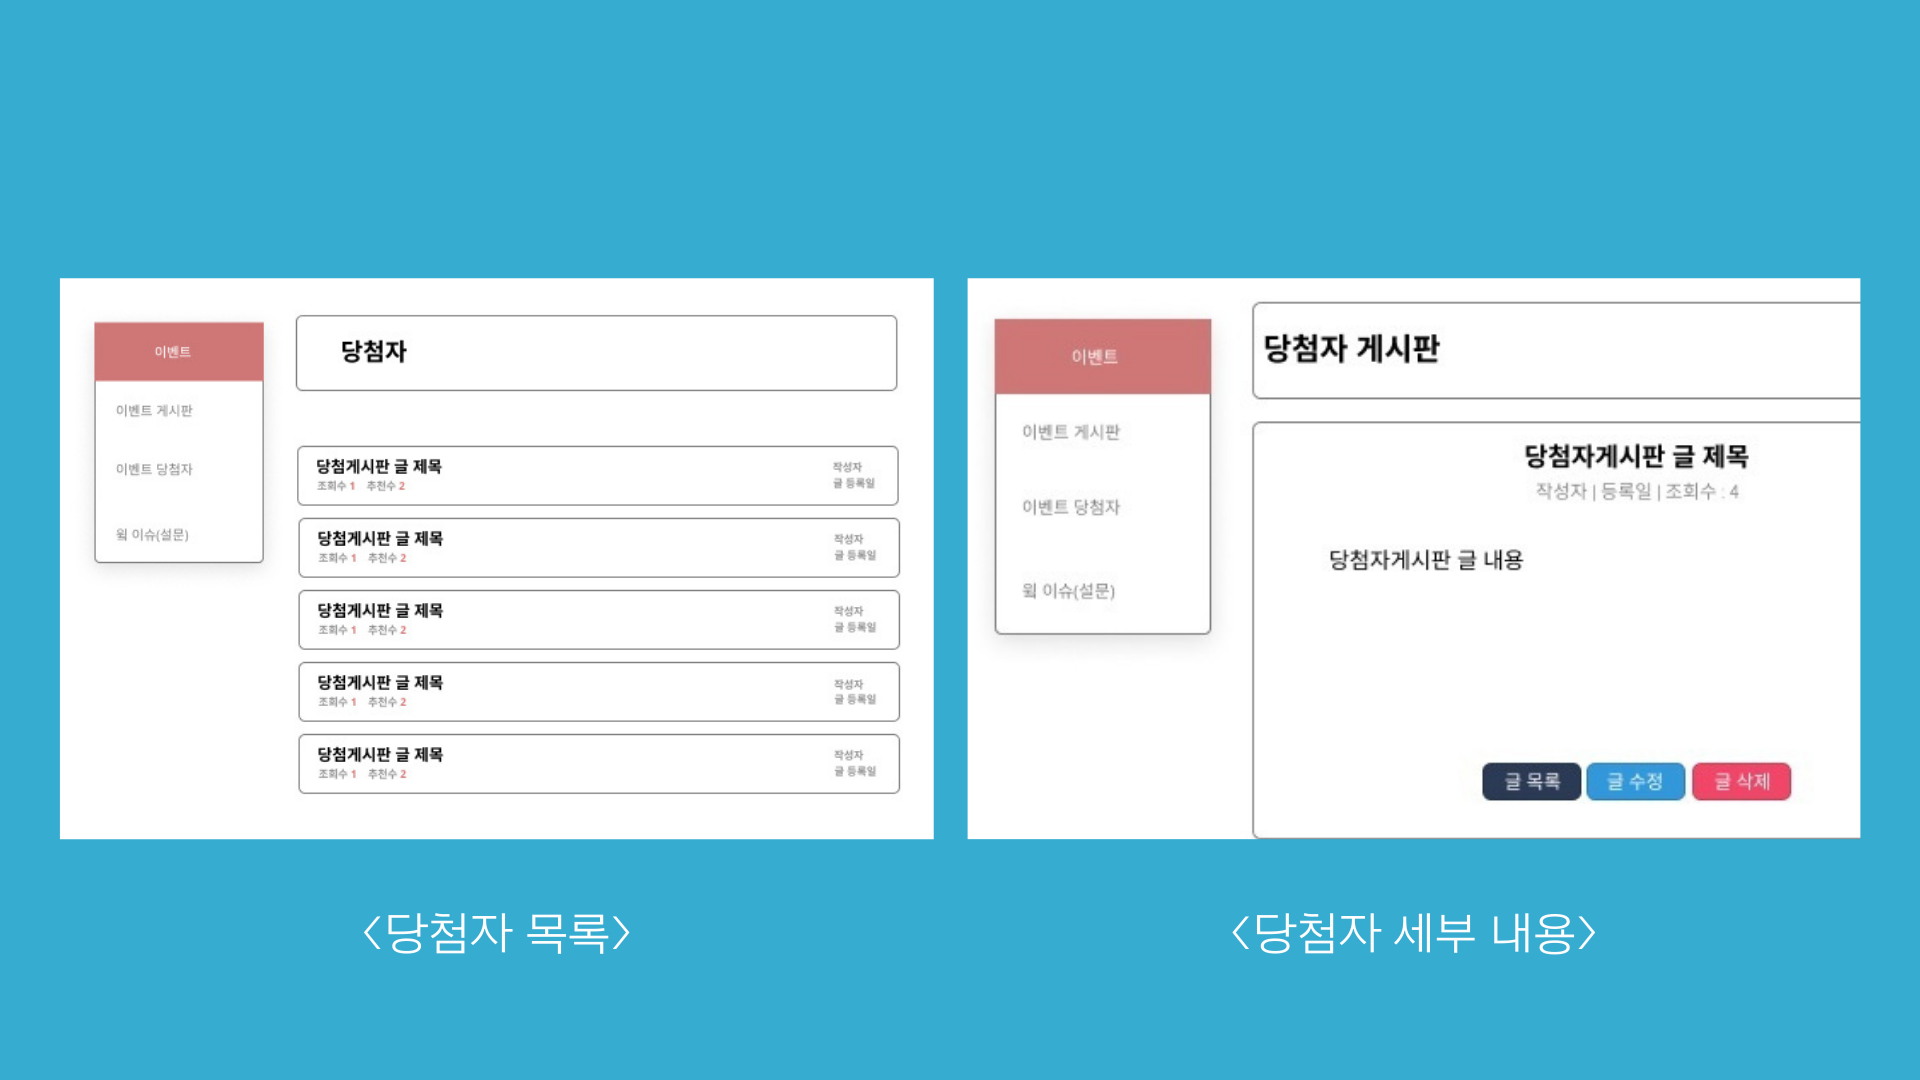 이벤트
이벤트 게시판
이벤트 당첨자
윅 이슈(설문)
당첨자
당첨게시판 글 제목
조회수 1 추천수 2
작성자
글 등록일
당첨게시판 글 제목
조회수 1 추천수 2
작성자
글 등록일
당첨게시판 글 제목
조회수 1 추천수 2
작성자
글 등록일
당첨게시판 글 제목
조회수 1 추천수 2
작성자
글 등록일
당첨게시판 글 제목
조회수 1 추천수 2
작성자
글 등록일
<당첨자 목록>
이벤트
이벤트 게시판
이벤트 당첨자
윅 이슈(설문)
당첨자 게시판
당첨자게시판 글 제목
작성자 | 등록일 | 조회수 : 4
당첨자게시판 글 내용
글 목록 글 수정 글 삭제
<당첨자 세부 내용>